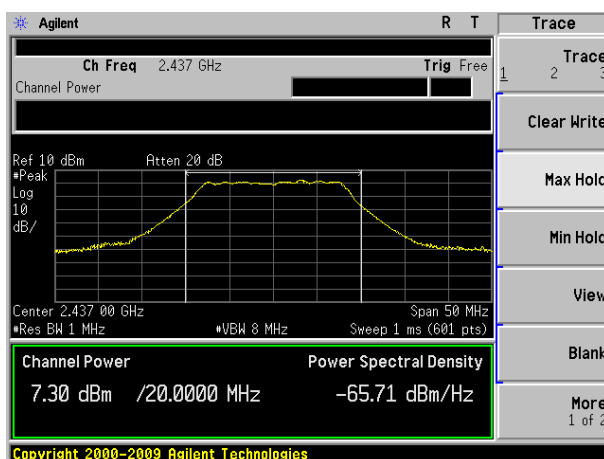 Agilent R T Trace
Ch Freq 2.437 GHz Trig Free
Channel Power
Trace
1 2 3
Clear Write
Max Hold
Min Hold
View
Blank
More
1 of 2
Ref 10 dBm Atten 20 dB
#Peak
Log
10
dB/
Center 2.437 00 GHz Span 50 MHz
#Res BW 1 MHz #VBW 8 MHz Sweep 1 ms (601 pts)
Channel Power Power Spectral Density
7.30 dBm /20.0000 MHz -65.71 dBm/Hz
Copyright 2000-2009 Agilent Technologies